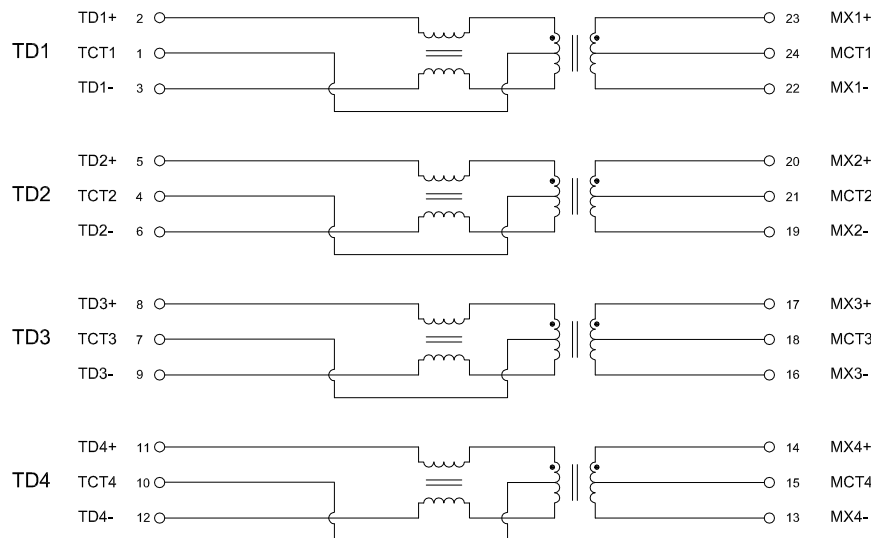 TD1+ 2 23 MX1+
TD1 TCT1 1 24 MCT1
TD1- 3 22 MX1-
TD2+ 5 20 MX2+
TD2 TCT2 4 21 MCT2
TD2- 6 19 MX2-
TD3+ 8 17 MX3+
TD3 TCT3 7 18 MCT3
TD3- 9 16 MX3-
TD4+ 11 14 MX4+
TD4 TCT4 10 15 MCT4
TD4- 12 13 MX4-